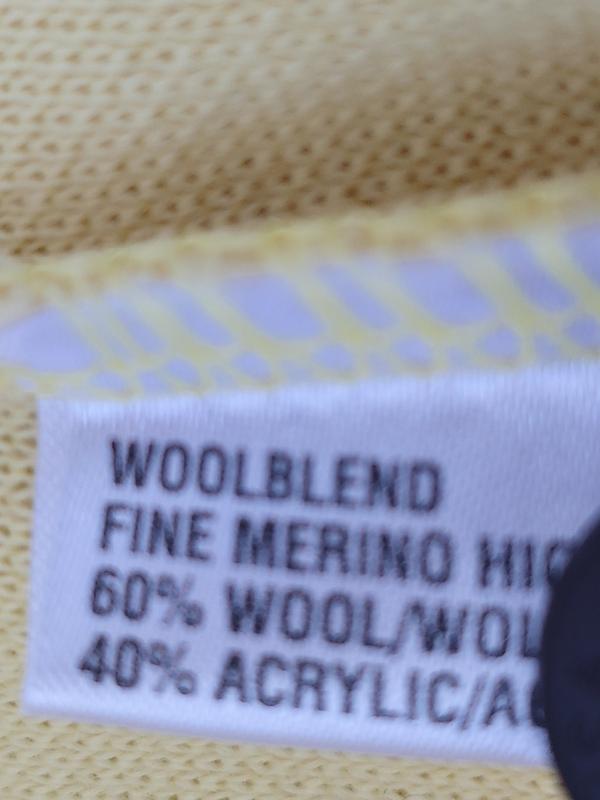 WOOLBLEND
FINE MERINO
60% WOOL/
40% ACRYLIC/